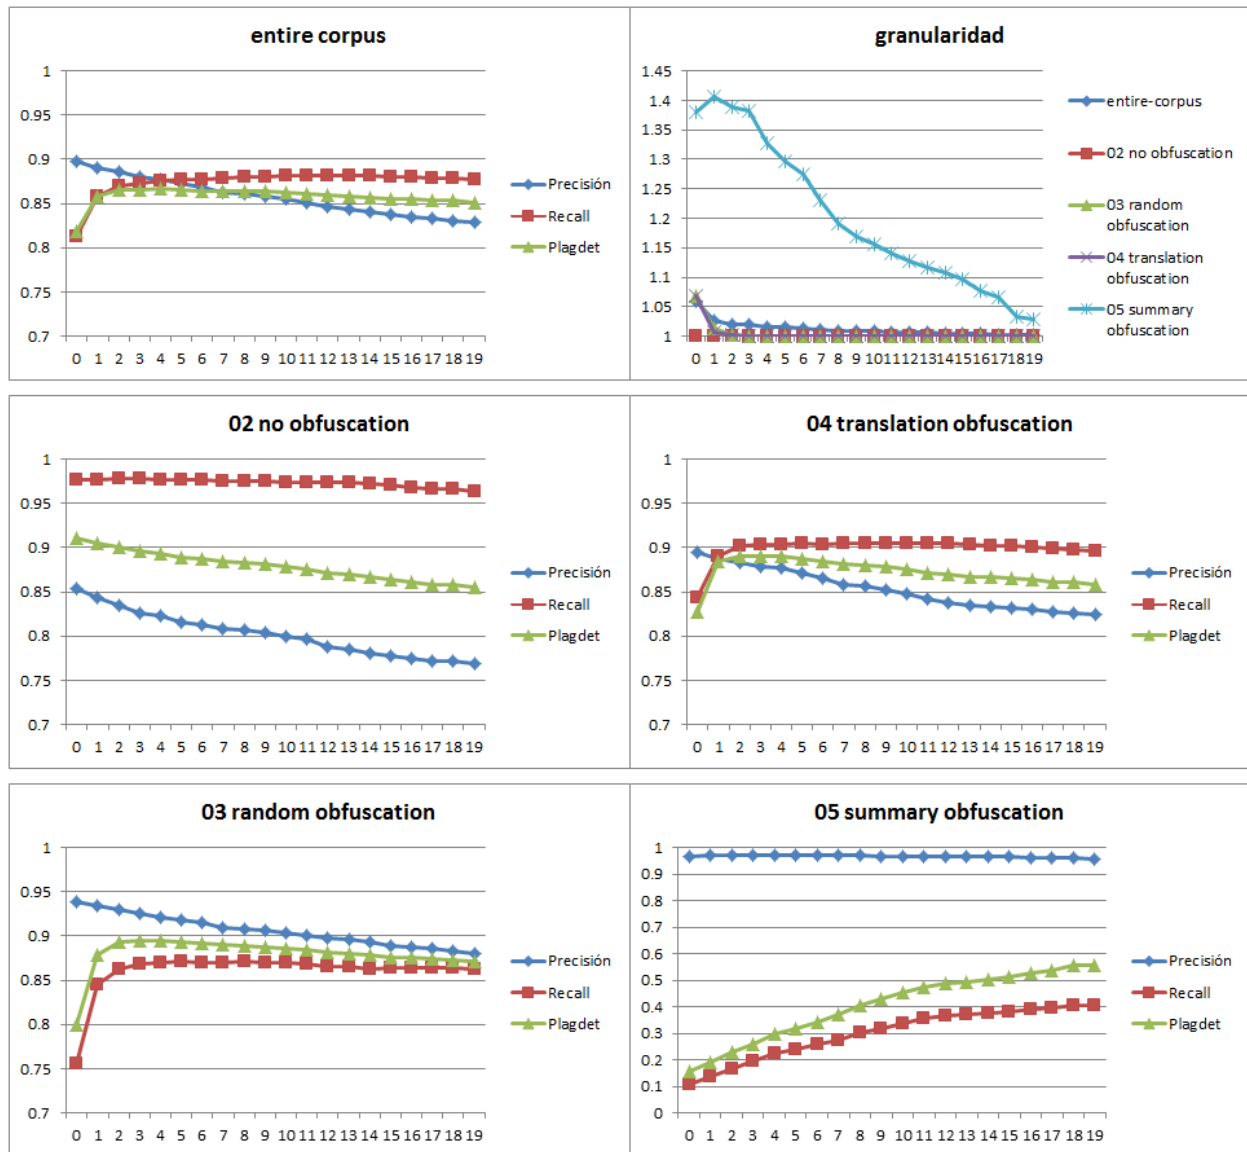 entire corpus
1
0.95
0.9
0.85
0.8
0.75
0.7
0 1 2 3 4 5 6 7 8 9 10 11 12 13 14 15 16 17 18 19
Precisión
Recall
Plagdet
granularidad
1.45
1.4
1.35
1.3
1.25
1.2
1.15
1.1
1.05
1
0 1 2 3 4 5 6 7 8 9 10 11 12 13 14 15 16 17 18 19
entire-corpus
02 no obfuscation
03 random
obfuscation
04 translation
obfuscation
05 summary
obfuscation
02 no obfuscation
1
0.95
0.9
0.85
0.8
0.75
0.7
0 1 2 3 4 5 6 7 8 9 10 11 12 13 14 15 16 17 18 19
Precisión
Recall
Plagdet
04 translation obfuscation
1
0.95
0.9
0.85
0.8
0.75
0.7
0 1 2 3 4 5 6 7 8 9 10 11 12 13 14 15 16 17 18 19
Precisión
Recall
Plagdet
03 random obfuscation
1
0.95
0.9
0.85
0.8
0.75
0.7
0 1 2 3 4 5 6 7 8 9 10 11 12 13 14 15 16 17 18 19
Precisión
Recall
Plagdet
05 summary obfuscation
1
0.9
0.8
0.7
0.6
0.5
0.4
0.3
0.2
0.1
0
0 1 2 3 4 5 6 7 8 9 10 11 12 13 14 15 16 17 18 19
Precisión
Recall
Plagdet